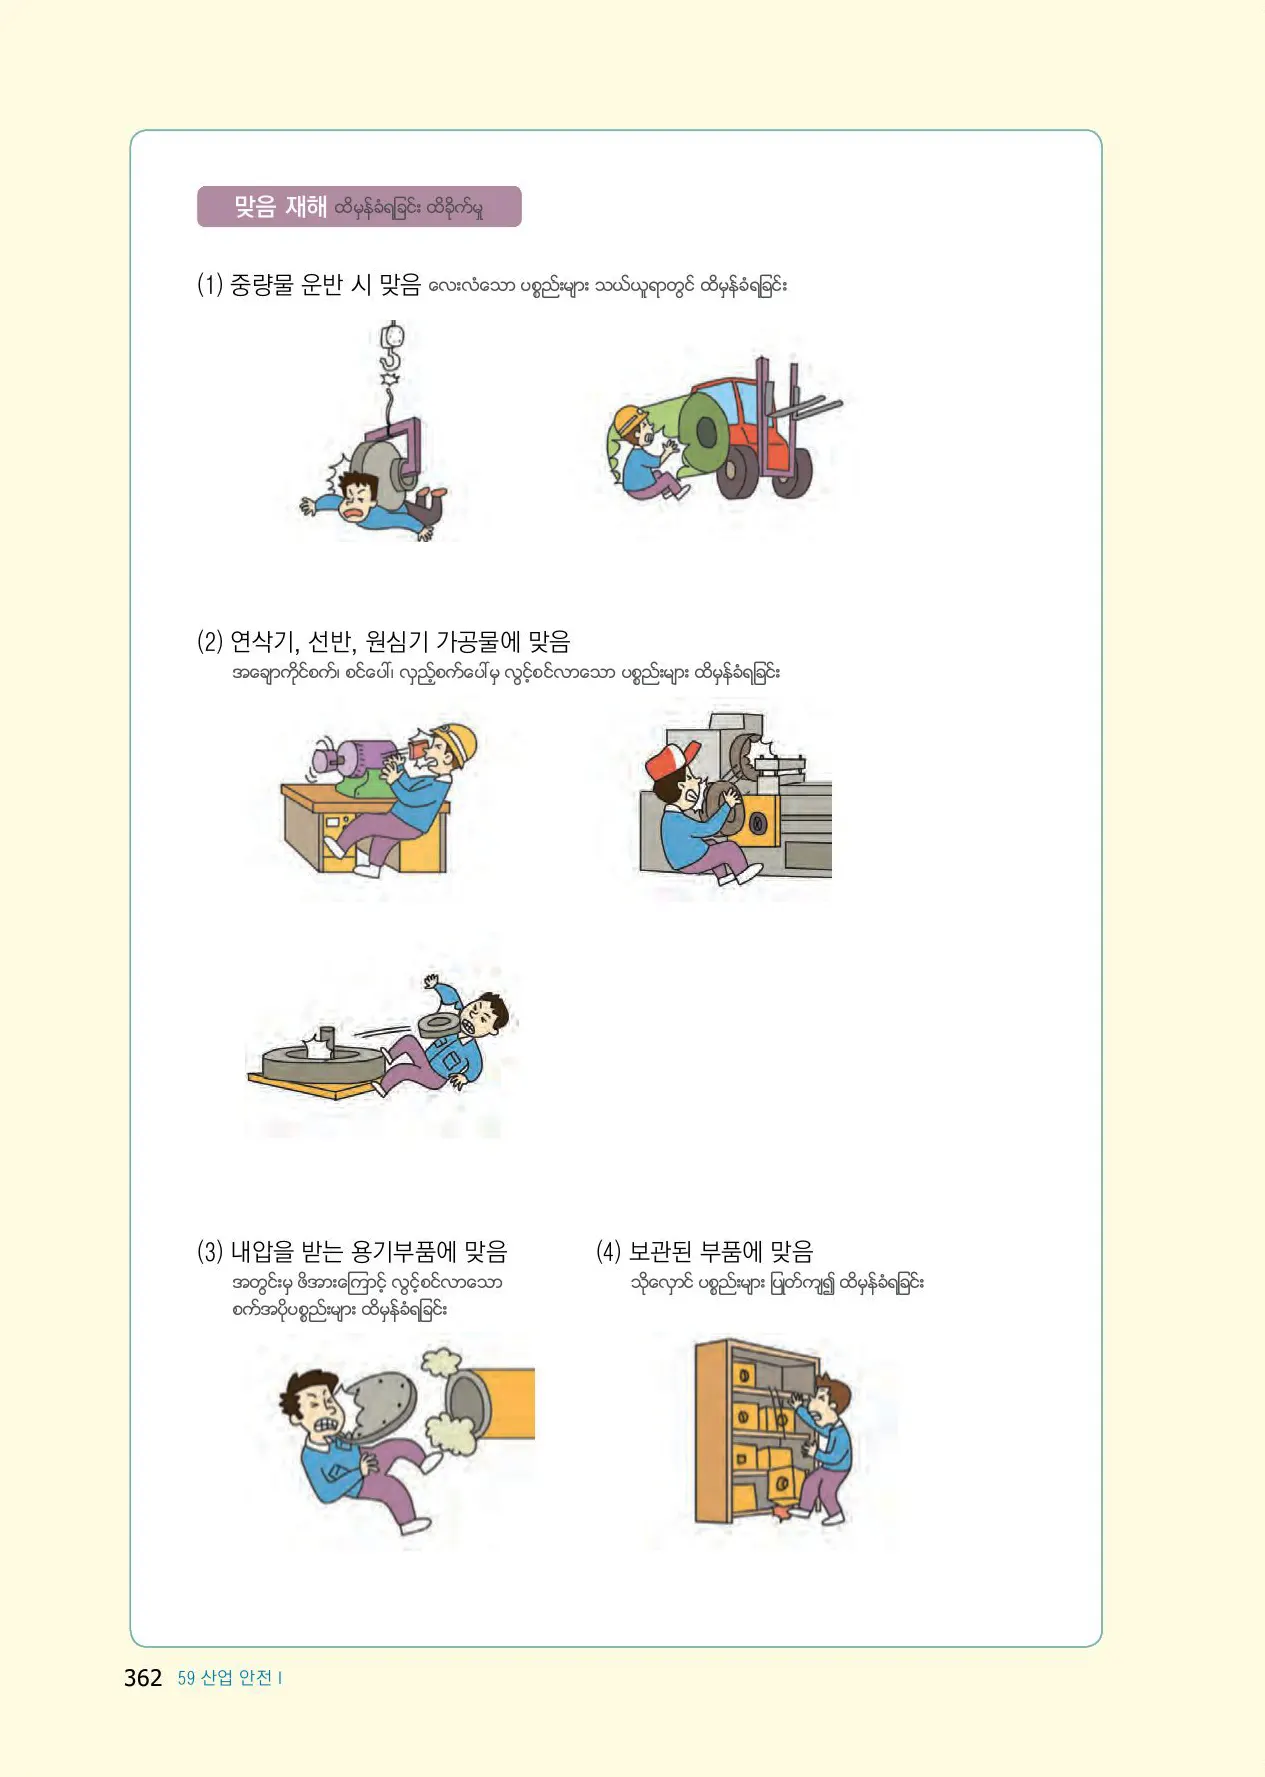 맞음 재해 ထိမှန်ခံရခြင်း ထိခိုက်မှု
(1) 중량물 운반 시 맞음 လေးလံသော ပစ္စည်းများ သယ်ယူရာတွင် ထိမှန်ခံရခြင်း
(2) 연삭기, 선반, 원심기 가공물에 맞음
အချောကိုင်စက်၊ စင်ပေါ်၊ လှည့်စက်ပေါ်မှ လွင့်စင်လာသော ပစ္စည်းများ ထိမှန်ခံရခြင်း
(3) 내압을 받는 용기부품에 맞음
အတွင်းမှ ဖိအားကြောင့် လွင့်စင်လာသော
စက်အပိုပစ္စည်းများ ထိမှန်ခံရခြင်း
(4) 보관된 부품에 맞음
သိုလှောင် ပစ္စည်းများ ပြုတ်ကျ၍ ထိမှန်ခံရခြင်း
362 59 산업 안전 I